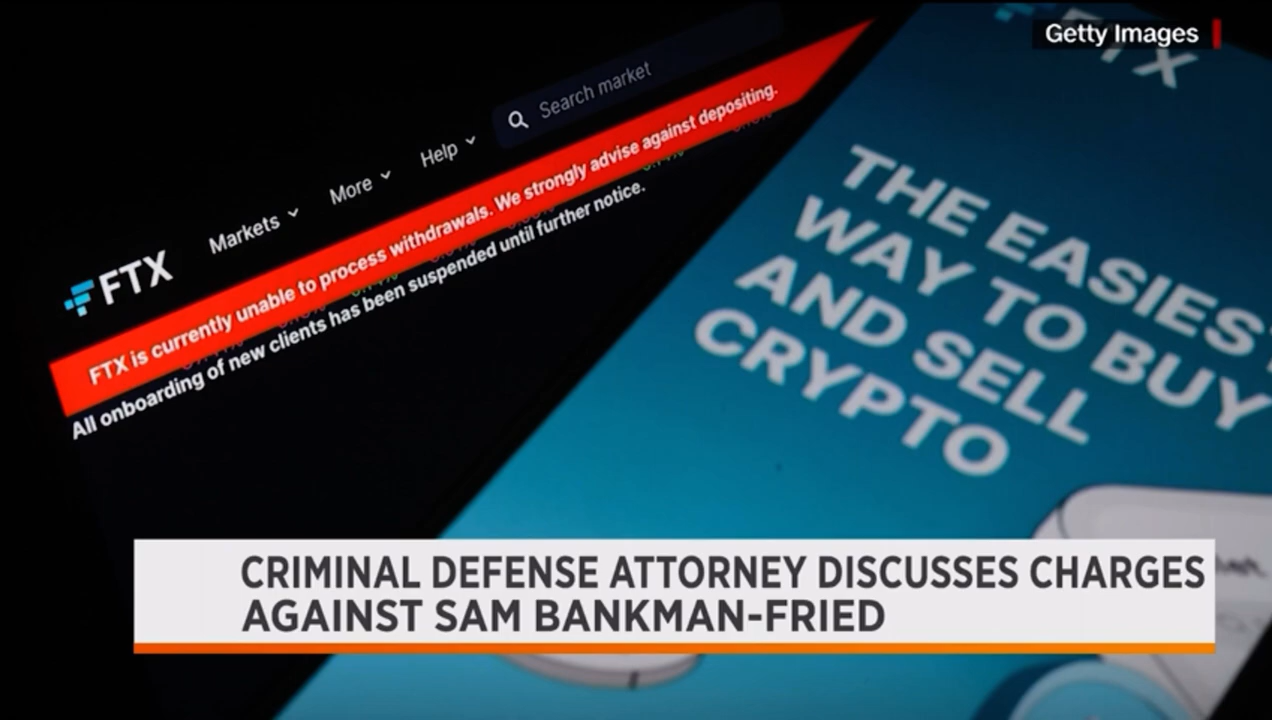 Getty Images
FTX
Markets
More
Help
Search market
FTX is currently unable to process withdrawals. We strongly advise against depositing.
All onboarding of new clients has been suspended until further notice.
FTX
THE EASIEST
WAY TO BUY
AND SELL
CRYPTO
CRIMINAL DEFENSE ATTORNEY DISCUSSES CHARGES
AGAINST SAM BANKMAN-FRIED